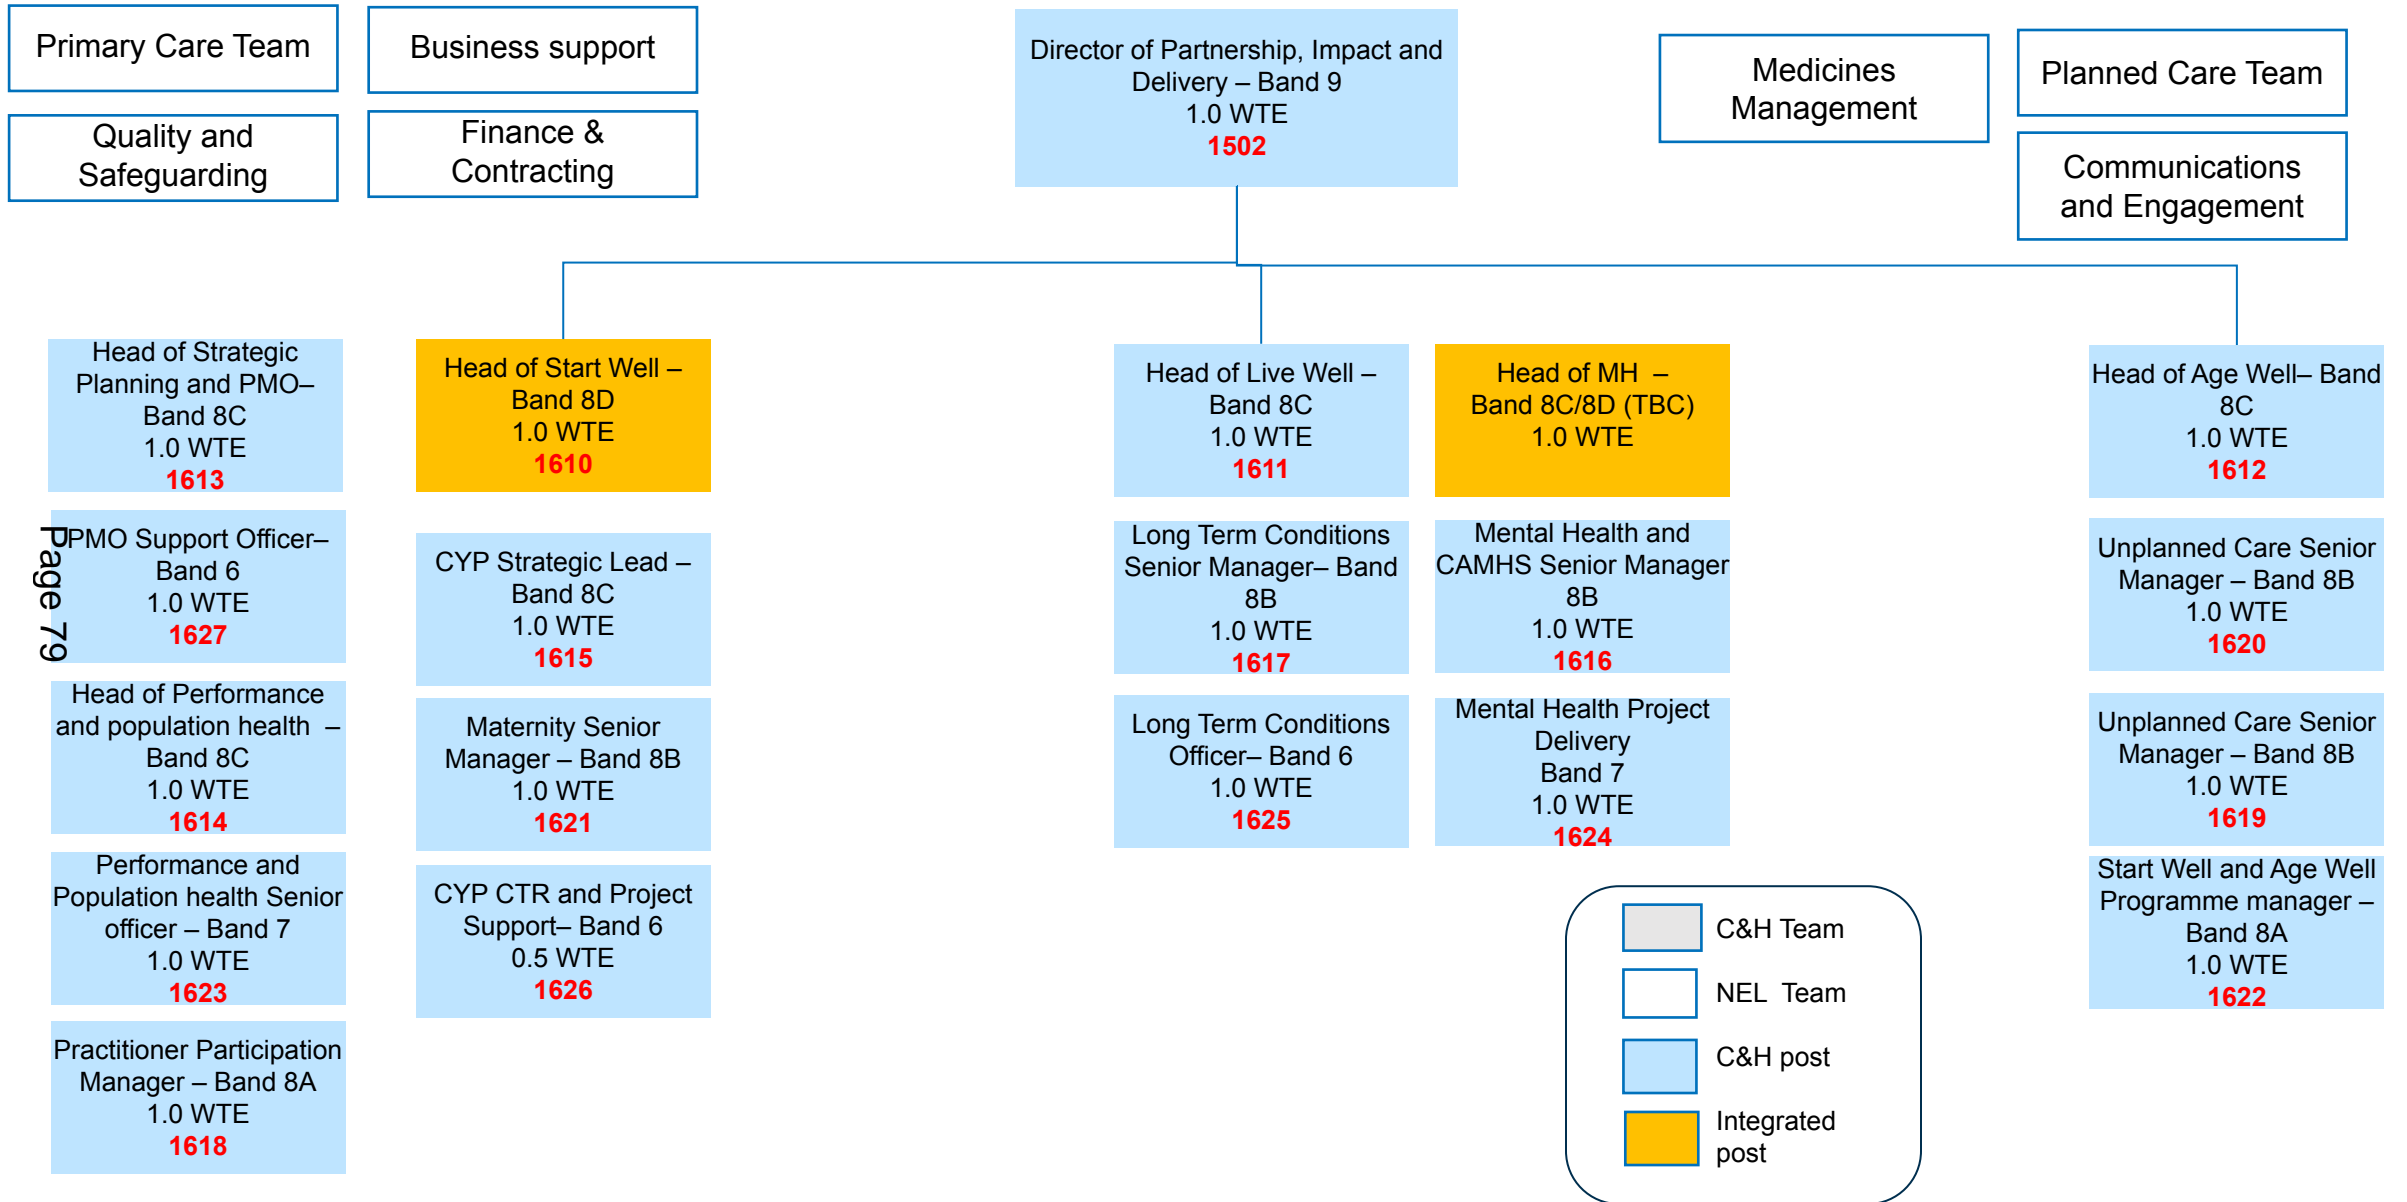 Primary Care Team
Business support
Quality and
Safeguarding
Finance &
Contracting
Director of Partnership, Impact and
Delivery – Band 9
1.0 WTE
1502
Medicines
Management
Planned Care Team
Communications
and Engagement
Head of Strategic
Planning and PMO–
Band 8C
1.0 WTE
1613
PMO Support Officer–
Band 6
1.0 WTE
1627
Head of Performance
and population health –
Band 8C
1.0 WTE
1614
Performance and
Population health Senior
officer – Band 7
1.0 WTE
1623
Practitioner Participation
Manager – Band 8A
1.0 WTE
1618
Page 79
Head of Start Well –
Band 8D
1.0 WTE
1610
CYP Strategic Lead –
Band 8C
1.0 WTE
1615
Maternity Senior
Manager – Band 8B
1.0 WTE
1621
CYP CTR and Project
Support– Band 6
0.5 WTE
1626
Head of Live Well –
Band 8C
1.0 WTE
1611
Long Term Conditions
Senior Manager– Band
8B
1.0 WTE
1617
Long Term Conditions
Officer– Band 6
1.0 WTE
1625
Head of MH –
Band 8C/8D (TBC)
1.0 WTE
Mental Health and
CAMHS Senior Manager
8B
1.0 WTE
1616
Mental Health Project
Delivery
Band 7
1.0 WTE
1624
Head of Age Well– Band
8C
1.0 WTE
1612
Unplanned Care Senior
Manager – Band 8B
1.0 WTE
1620
Unplanned Care Senior
Manager – Band 8B
1.0 WTE
1619
Start Well and Age Well
Programme manager –
Band 8A
1.0 WTE
1622
C&H Team
NEL Team
C&H post
Integrated
post